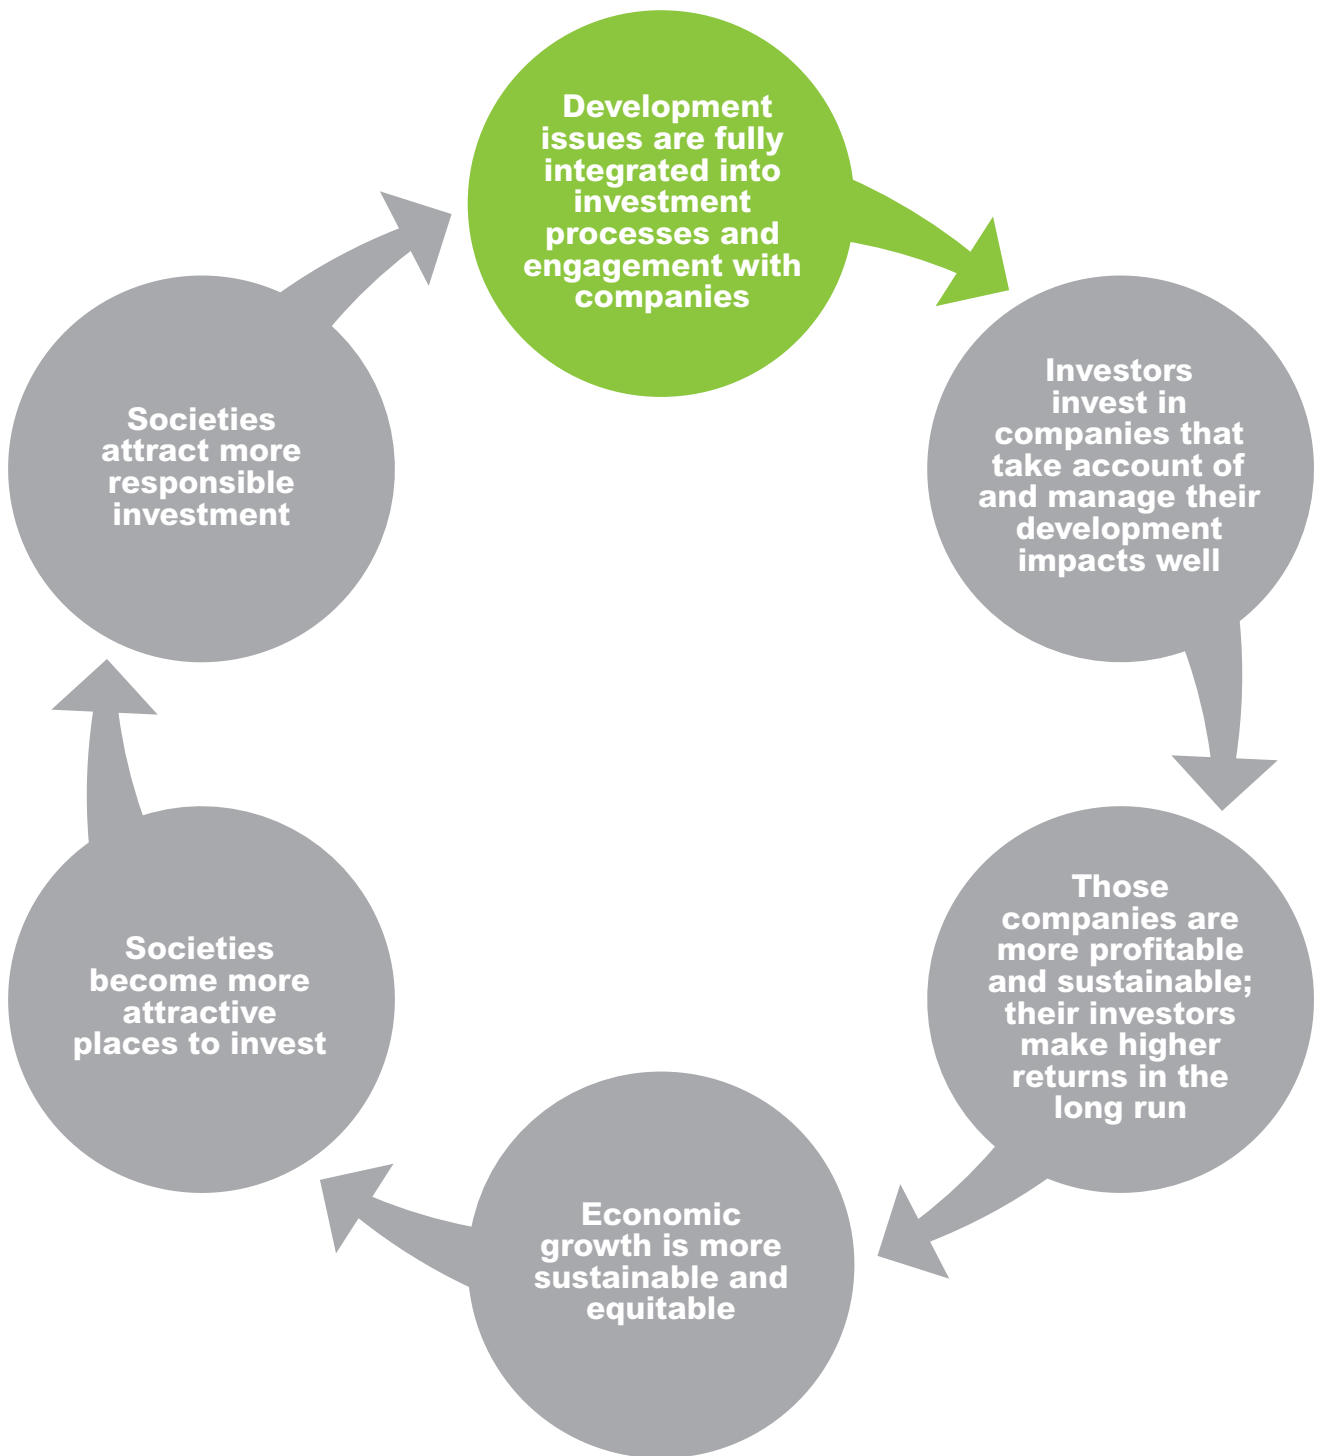 Development
issues are fully
integrated into
investment
processes and
engagement with
companies
Investors
invest in
companies that
take account of
and manage their
development
impacts well
Those
companies are
more profitable
and sustainable;
their investors
make higher
returns in the
long run
Economic
growth is more
sustainable and
equitable
Societies
become more
attractive
places to invest
Societies
attract more
responsible
investment